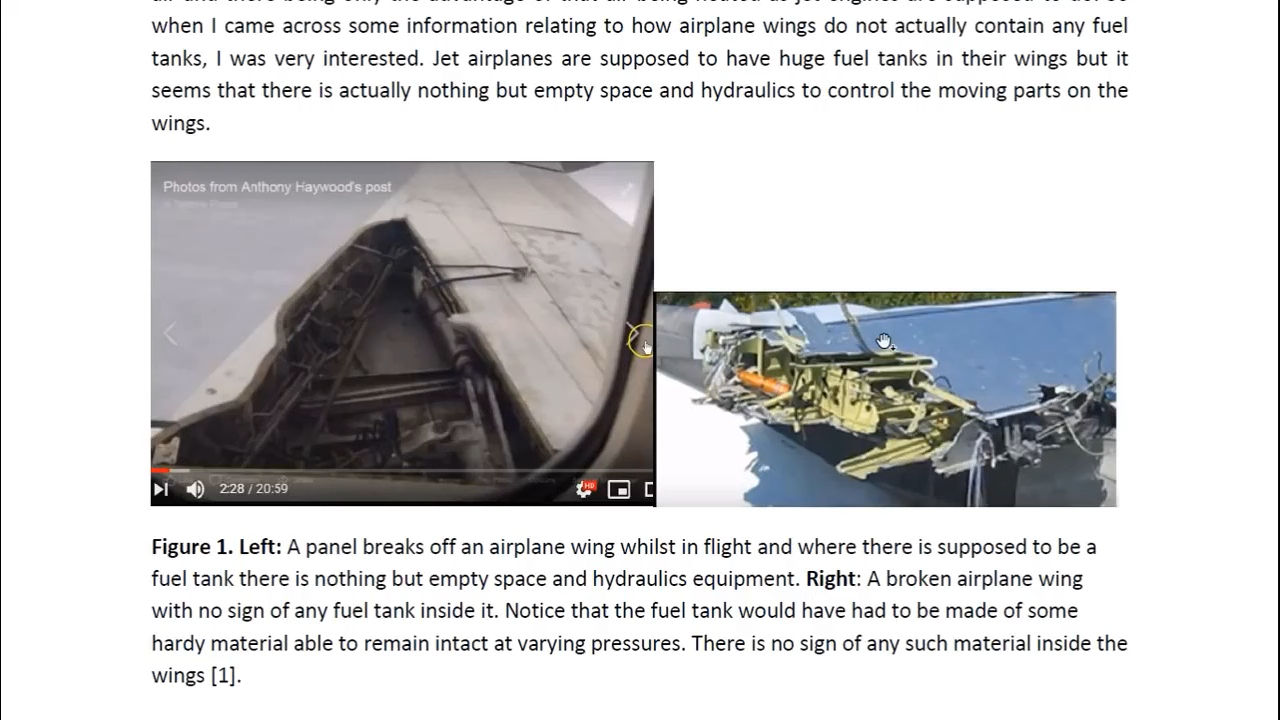 when I came across some information relating to how airplane wings do not actually contain any fuel
tanks, I was very interested. Jet airplanes are supposed to have huge fuel tanks in their wings but it
seems that there is actually nothing but empty space and hydraulics to control the moving parts on the
wings.
Photos from Anthony Haywood's post
HD
2:28 / 20:59
Figure 1. Left: A panel breaks off an airplane wing whilst in flight and where there is supposed to be a
fuel tank there is nothing but empty space and hydraulics equipment. Right: A broken airplane wing
with no sign of any fuel tank inside it. Notice that the fuel tank would have had to be made of some
hardy material able to remain intact at varying pressures. There is no sign of any such material inside the
wings [1].